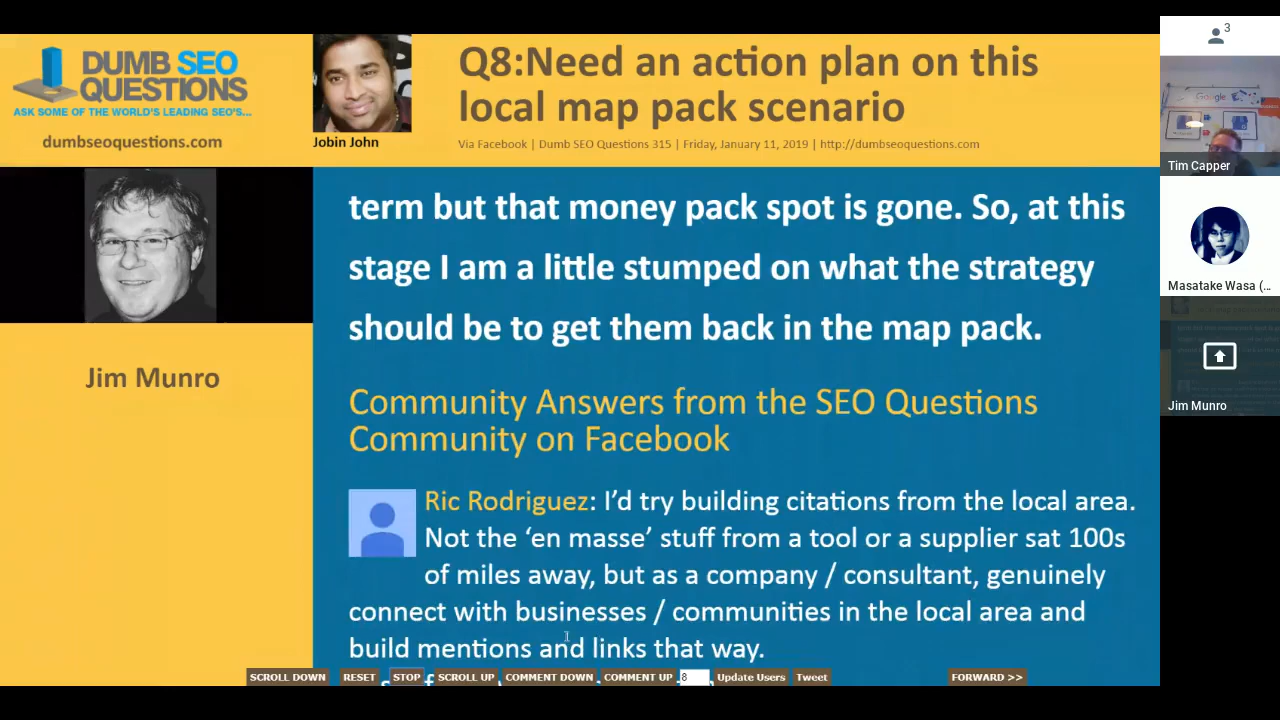 DUMB SEO
QUESTIONS
ASK SOME OF THE WORLD'S LEADING SEO'S...
dumbseoquestions.com
Jobin John
Q8:Need an action plan on this
local map pack scenario
Via Facebook | Dumb SEO Questions 315 | Friday, January 11, 2019 | http://dumbseoquestions.com
Jim Munro
term but that money pack spot is gone. So, at this
stage I am a little stumped on what the strategy
should be to get them back in the map pack.
Community Answers from the SEO Questions
Community on Facebook
Ric Rodriguez: I'd try building citations from the local area.
Not the 'en masse' stuff from a tool or a supplier sat 100s
of miles away, but as a company / consultant, genuinely
connect with businesses / communities in the local area and
build mentions and links that way.
SCROLL DOWN RESET STOP SCROLL UP COMMENT DOWN COMMENT UP 8 Update Users Tweet FORWARD >>
3
Google
Tim Capper
Masatake Wasa (...
Jim Munro